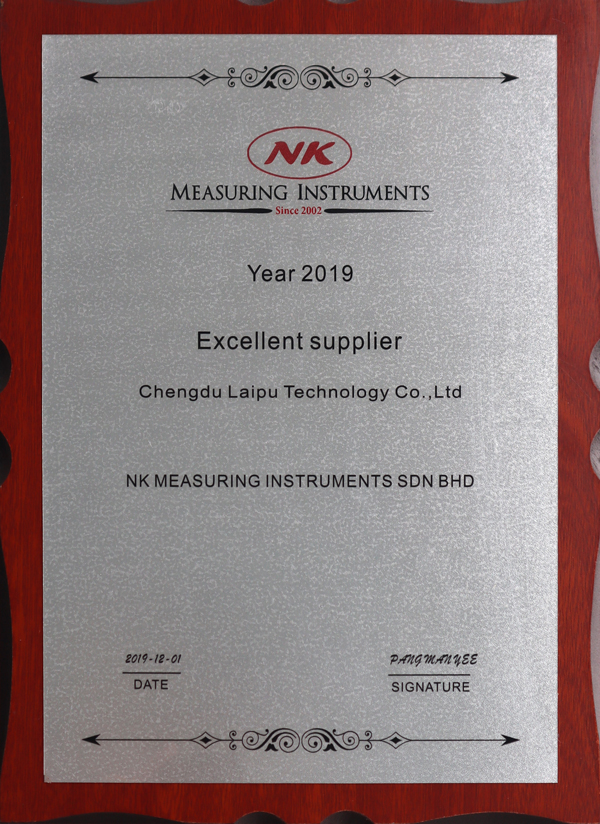 NK
MEASURING INSTRUMENTS
Since 2002
Year 2019
Excellent supplier
Chengdu Laipu Technology Co.,Ltd
NK MEASURING INSTRUMENTS SDN BHD
2019-12-01
DATE
PANGMANYEE
SIGNATURE